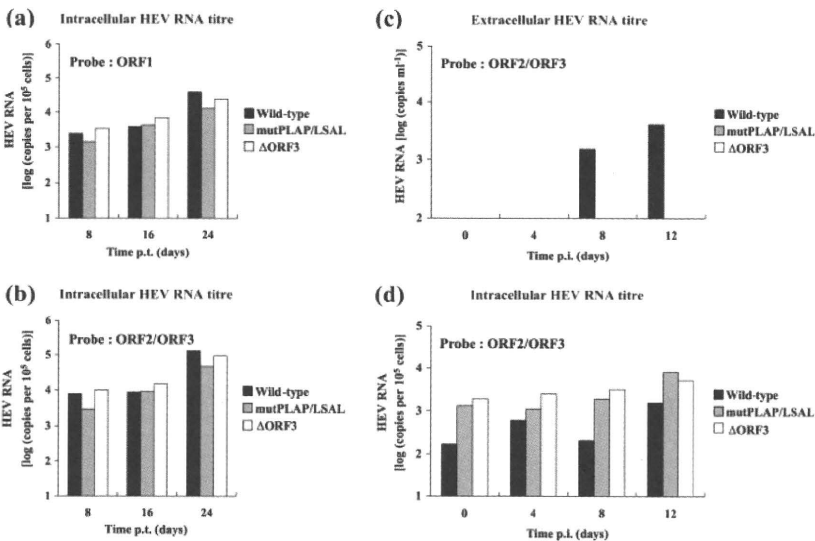 (a) Intracellular HEV RNA titre
Probe : ORF1
HEV RNA
[log (copies per 10⁵ cells)]
6
5
4
3
2
1
8 16 24
Time p.t. (days)
Wild-type
mutPLAP/LSAL
ΔORF3
(c) Extracellular HEV RNA titre
Probe : ORF2/ORF3
HEV RNA [log (copies ml⁻¹)]
5
4
3
2
0 4 8 12
Time p.i. (days)
Wild-type
mutPLAP/LSAL
ΔORF3
(b) Intracellular HEV RNA titre
Probe : ORF2/ORF3
HEV RNA
[log (copies per 10⁵ cells)]
6
5
4
3
2
1
8 16 24
Time p.t. (days)
Wild-type
mutPLAP/LSAL
ΔORF3
(d) Intracellular HEV RNA titre
Probe : ORF2/ORF3
HEV RNA
[log (copies per 10⁵ cells)]
5
4
3
2
1
0 4 8 12
Time p.i. (days)
Wild-type
mutPLAP/LSAL
ΔORF3